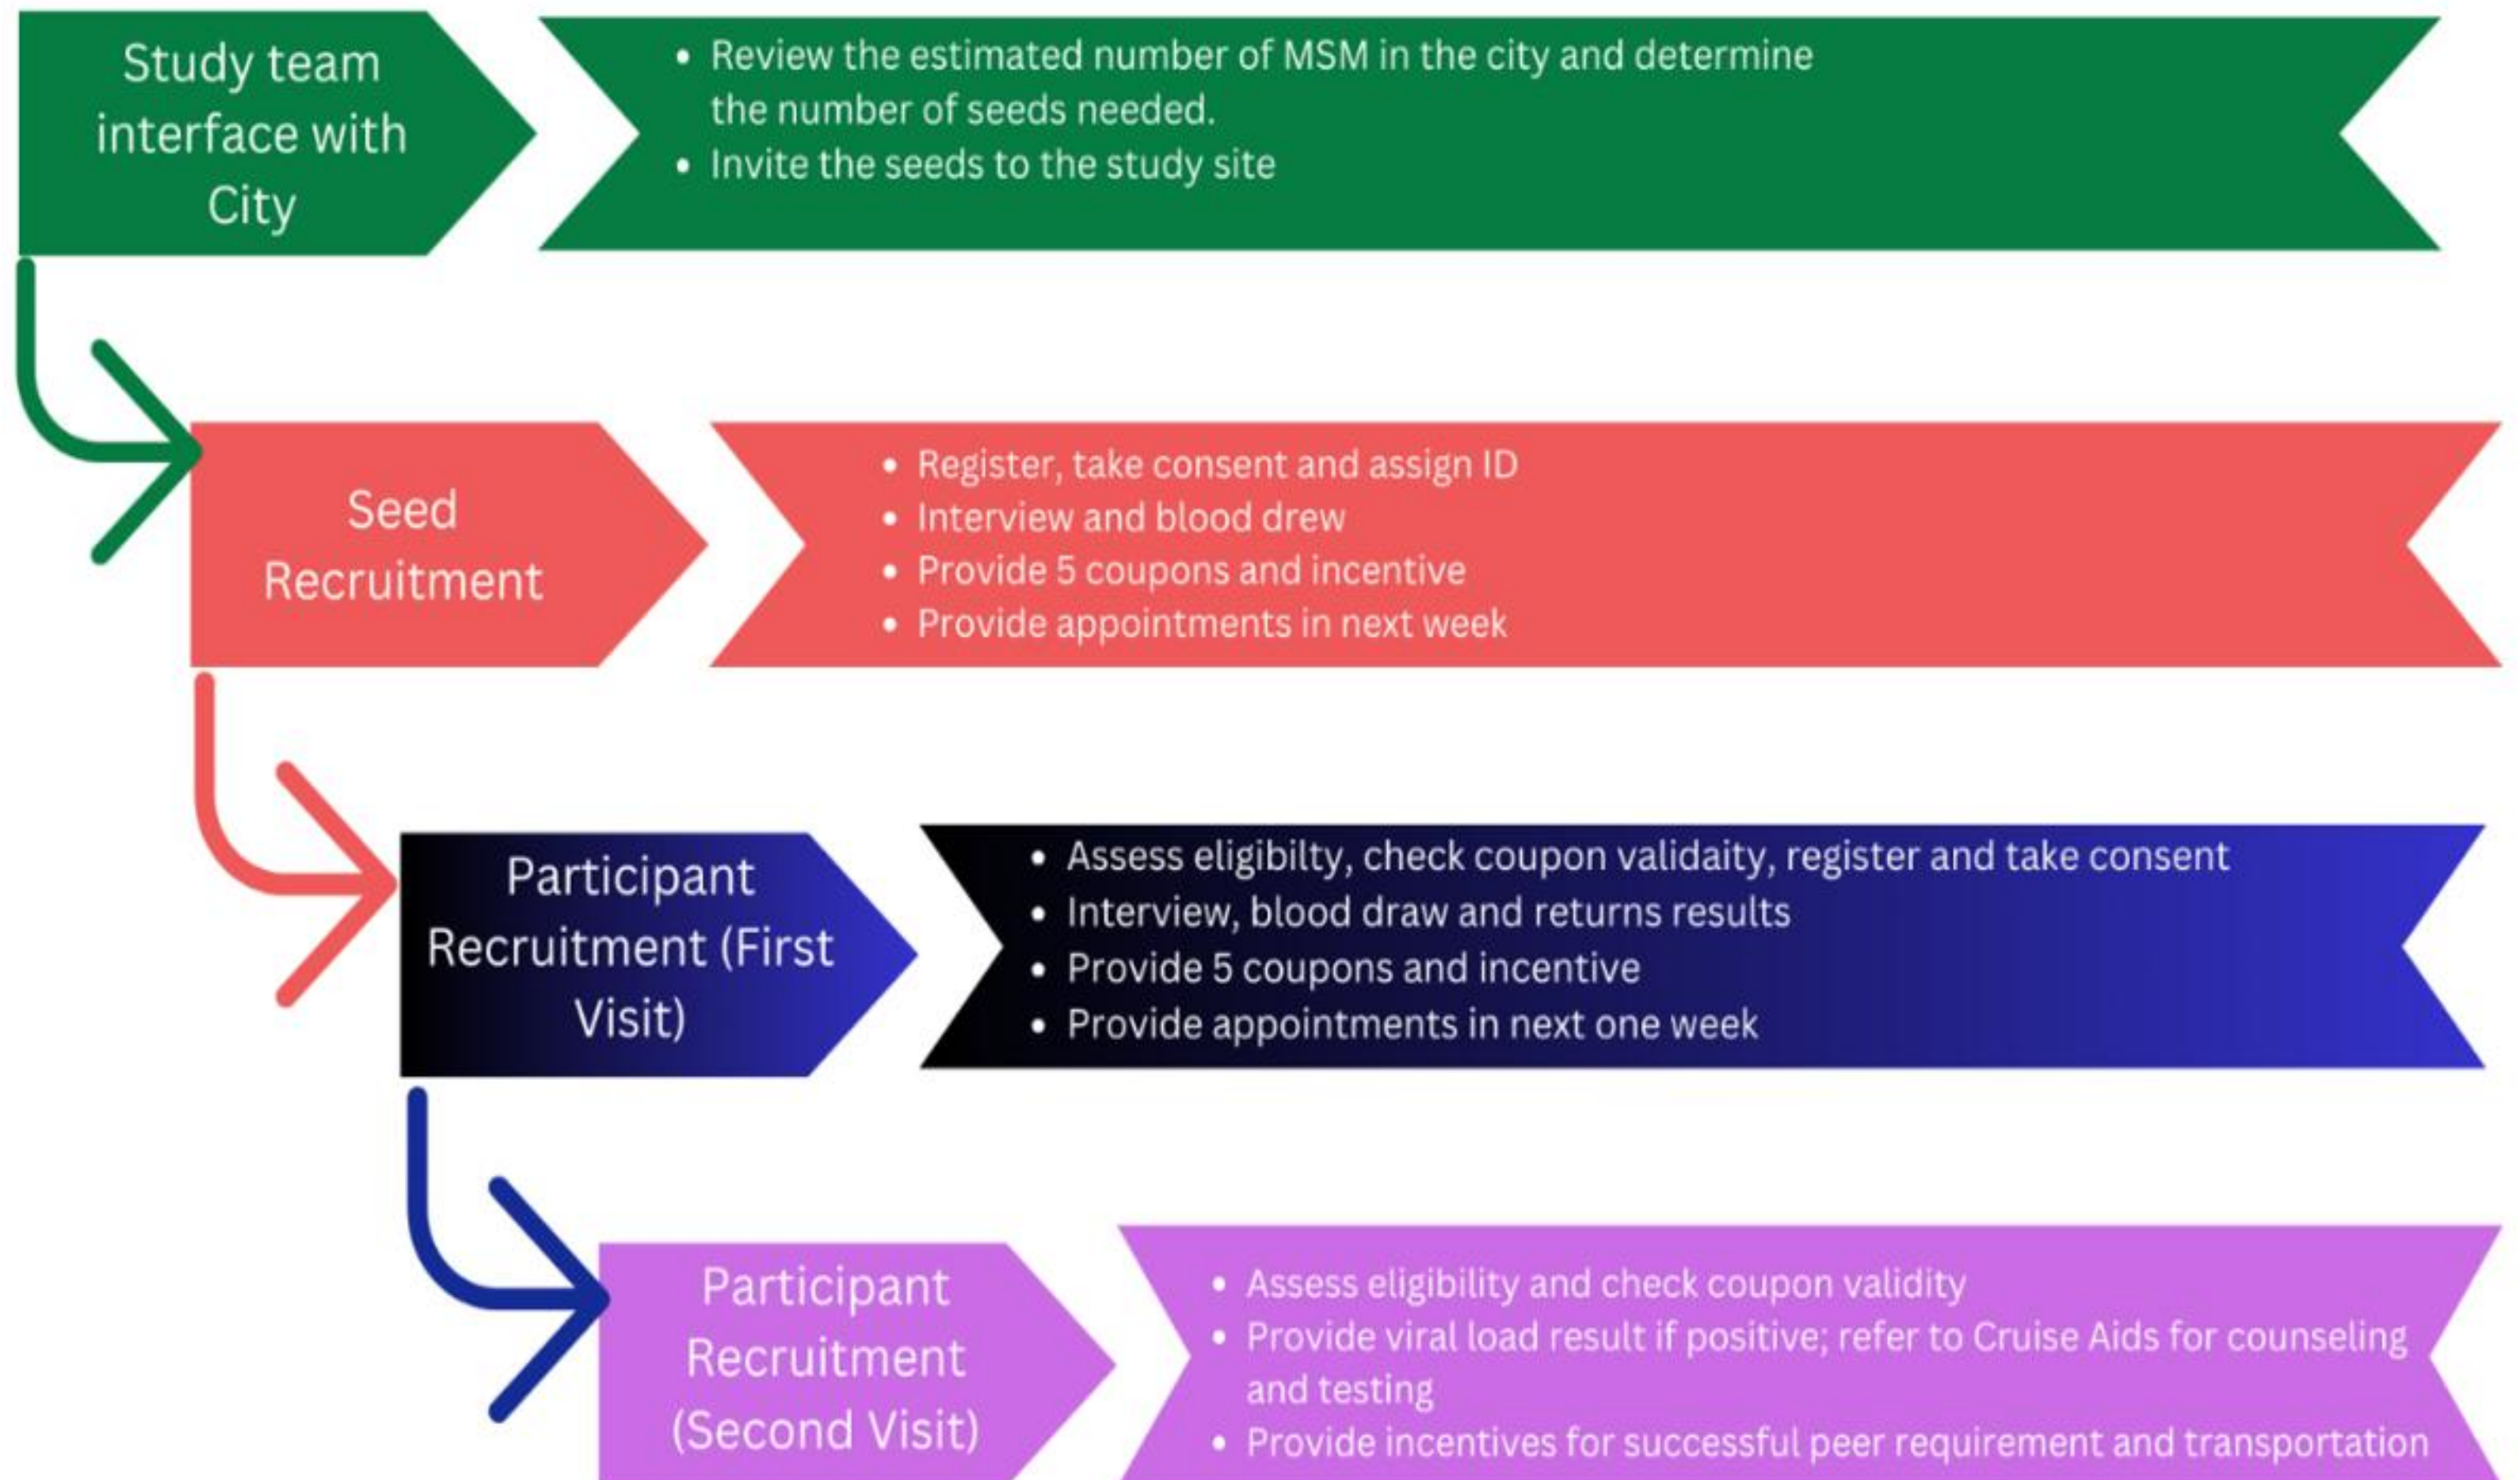 Study team
interface with
City
• Review the estimated number of MSM in the city and determine
the number of seeds needed.
• Invite the seeds to the study site
Seed
Recruitment
• Register, take consent and assign ID
• Interview and blood drew
• Provide 5 coupons and incentive
• Provide appointments in next week
Participant
Recruitment (First
Visit)
• Assess eligibilty, check coupon validaity, register and take consent
• Interview, blood draw and returns results
• Provide 5 coupons and incentive
• Provide appointments in next one week
Participant
Recruitment
(Second Visit)
• Assess eligibility and check coupon validity
• Provide viral load result if positive; refer to Cruise Aids for counseling
and testing
• Provide incentives for successful peer requirement and transportation